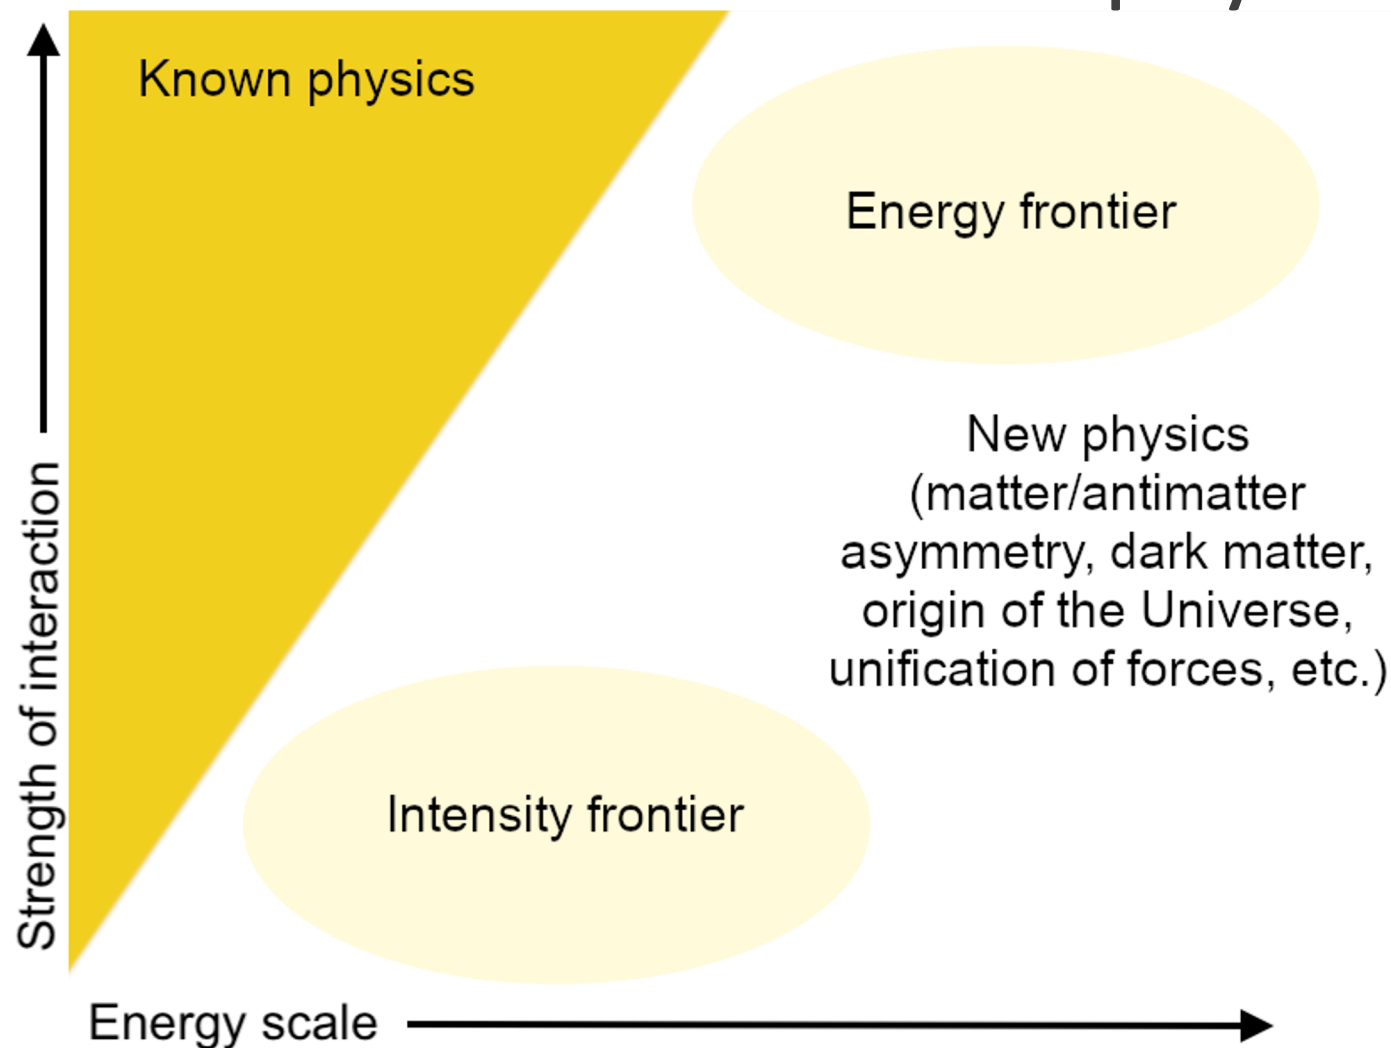 Known physics
Energy frontier
New physics
(matter/antimatter
asymmetry, dark matter,
origin of the Universe,
unification of forces, etc.)
Intensity frontier
Strength of interaction
Energy scale